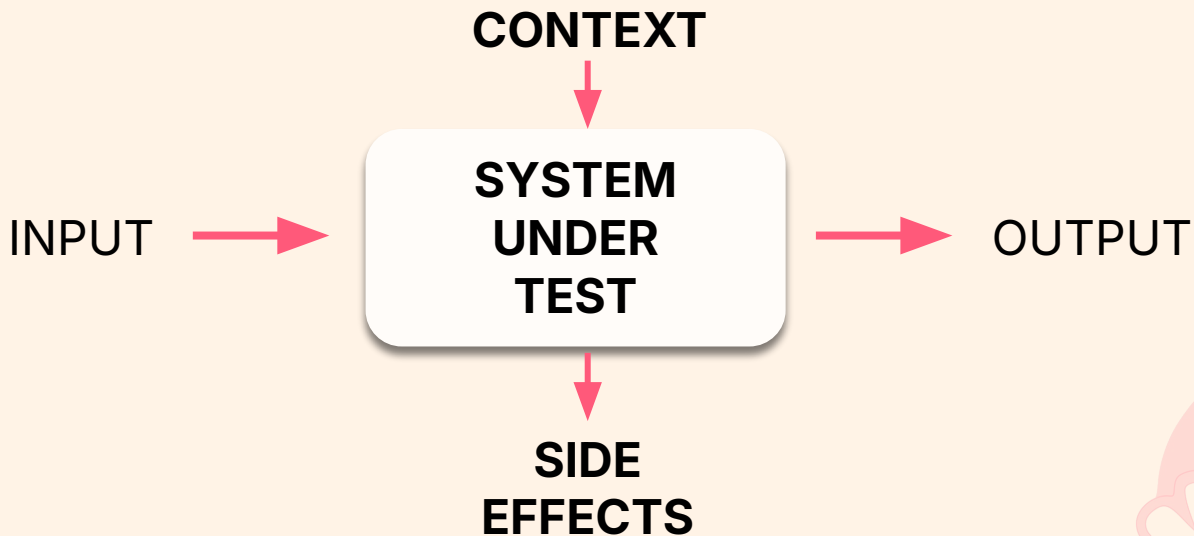 CONTEXT
SYSTEM
UNDER
TEST
INPUT
OUTPUT
SIDE
EFFECTS